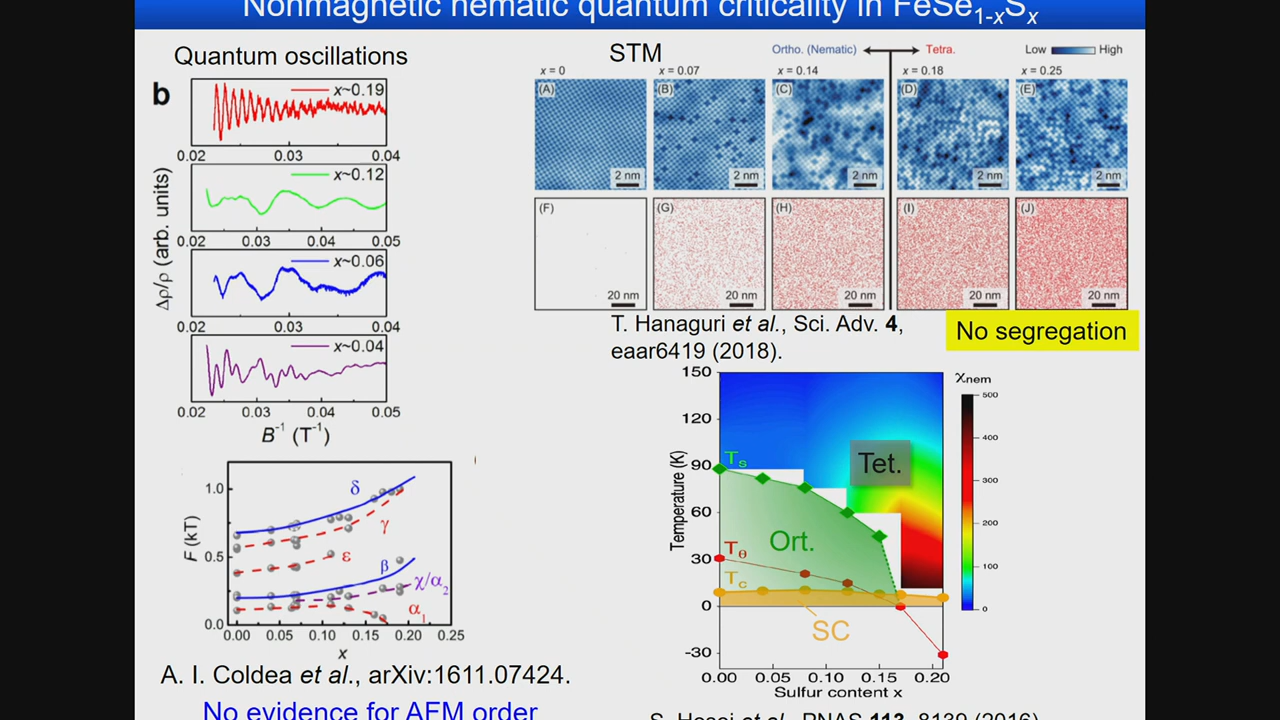 Nonmagnetic nematic quantum criticality in FeSe1-xSx
Quantum oscillations
b
x~0.19
0.02 0.03 0.04
x~0.12
0.02 0.03 0.04 0.05
x~0.06
0.02 0.03 0.04
x~0.04
0.02 0.03 0.04 0.05
B⁻¹ (T⁻¹)
Δρ/ρ (arb. units)
STM
Ortho. (Nematic) Tetra.
Low High
x = 0 x = 0.07 x = 0.14 x = 0.18 x = 0.25
(A) (B) (C) (D) (E)
2 nm 2 nm 2 nm 2 nm 2 nm
(F) (G) (H) (I) (J)
20 nm 20 nm 20 nm 20 nm 20 nm
T. Hanaguri et al., Sci. Adv. 4,
eaar6419 (2018).
No segregation
F (kT)
1.0
0.5
0.0
δ
γ
ε
β
χ/α2
α1
0.00 0.05 0.10 0.15 0.20 0.25
x
A. I. Coldea et al., arXiv:1611.07424.
No evidence for AFM order
Temperature (K)
150
120
90
60
30
0
-30
Ts
Tet.
Ort.
Tθ
Tc
SC
0.00 0.05 0.10 0.15 0.20
Sulfur content x
χnem
500
400
300
200
100
0
S. Hosoi et al., PNAS 113, 8139 (2016)